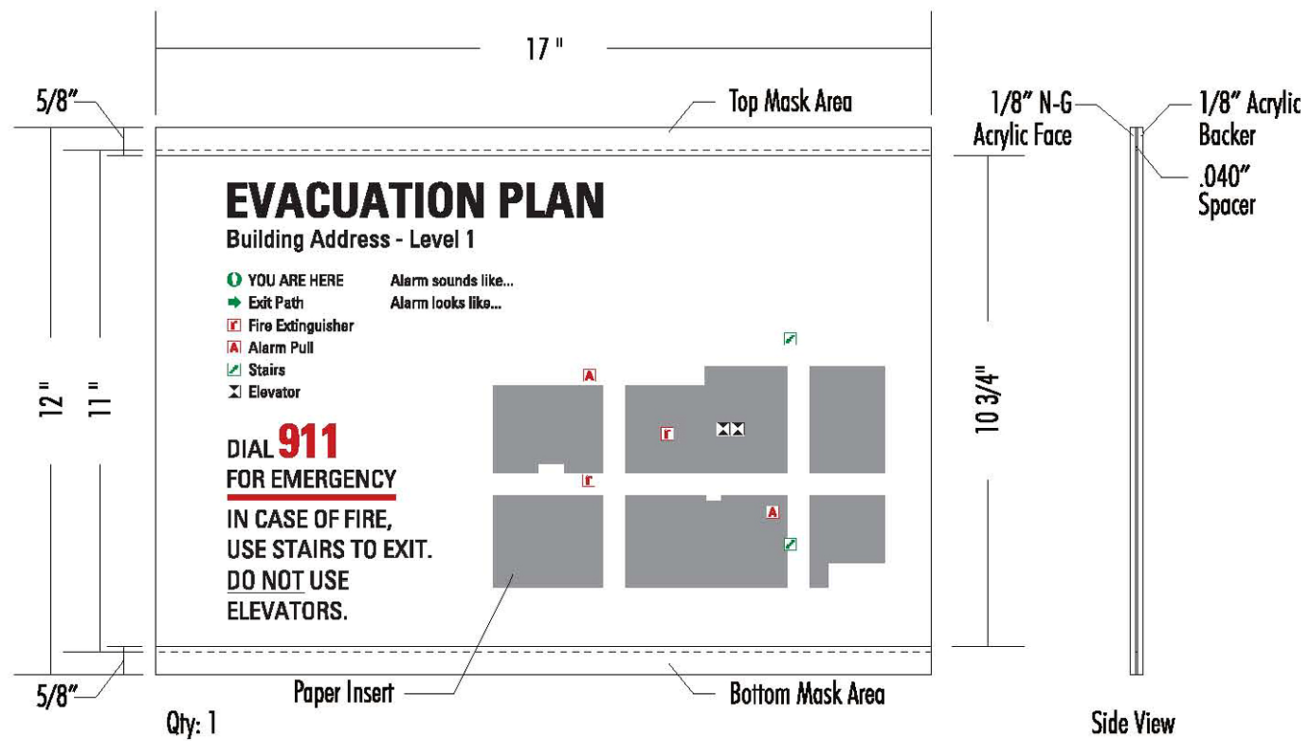 17 "
5/8"
Top Mask Area
1/8" N-G
Acrylic Face
1/8" Acrylic
Backer
.040"
Spacer
EVACUATION PLAN
Building Address - Level 1
YOU ARE HERE
Alarm sounds like...
Exit Path
Alarm looks like...
r Fire Extinguisher
A Alarm Pull
Stairs
Elevator
A
r
12 "
11 "
10 3/4"
DIAL 911
FOR EMERGENCY
r
A
IN CASE OF FIRE,
USE STAIRS TO EXIT.
DO NOT USE
ELEVATORS.
5/8"
Paper Insert
Bottom Mask Area
Qty: 1
Side View